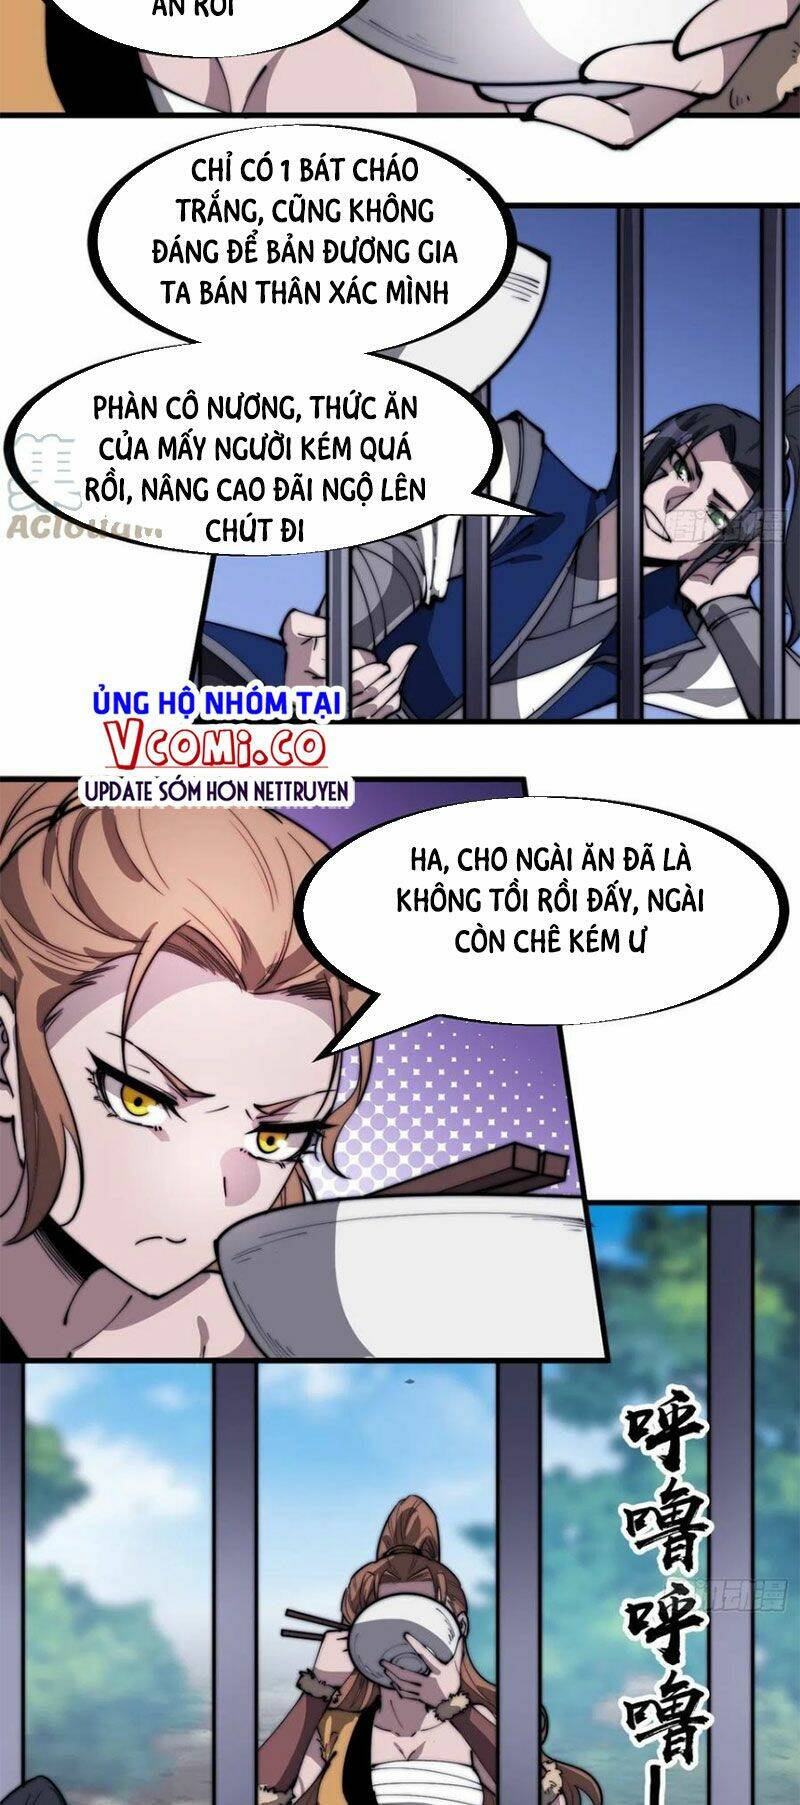 ĂN RỒI
CHỈ CÓ 1 BÁT CHÁO
TRẮNG, CŨNG KHÔNG
ĐÁNG ĐỂ BẢN ĐƯƠNG GIA
TA BÁN THÂN XÁC MÌNH
PHÀN CÔ NƯƠNG, THỨC ĂN
CỦA MẤY NGƯỜI KÉM QUÁ
RỒI, NÂNG CAO ĐÃI NGỘ LÊN
CHÚT ĐI
ỦNG HỘ NHÓM TẠI
VCOMI.CO
UPDATE SỚM HƠN NETTRUYEN
HA, CHO NGÀI ĂN ĐÃ LÀ
KHÔNG TỒI RỒI ĐẤY, NGÀI
CÒN CHÊ KÉM Ư
呼噜呼噜